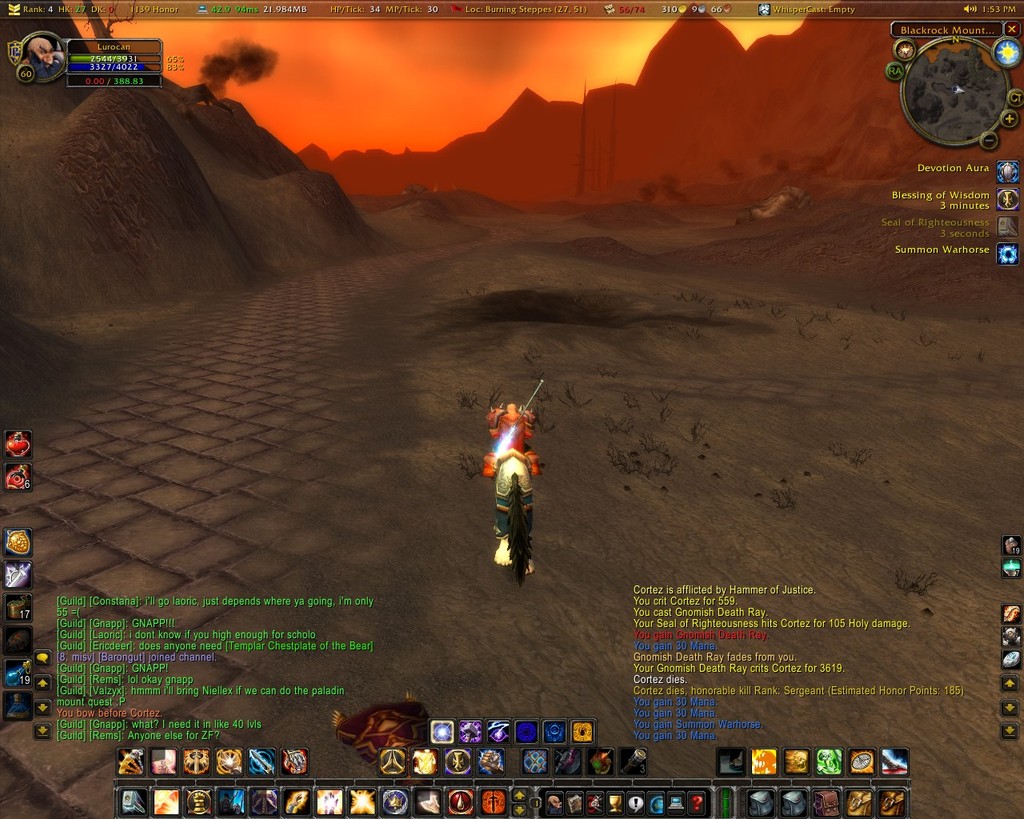 Rank: 4 HK: 27 DK: 0 1139 Honor 42.9 94ms 21.984MB HP/Tick: 34 MP/Tick: 30 Loc: Burning Steppes (27, 51) 56/74 310 9 66 WhisperCast: Empty 1:53 PM
Blackrock Mount...
Lurocan
2544/3931 65%
3327/4022 83%
60
0.00 / 388.83
N
RA
CT
Devotion Aura
Blessing of Wisdom
3 minutes
Seal of Righteousness
3 seconds
Summon Warhorse
6
17
19
19
[Guild] [Constaha]: i'll go laoric, just depends where ya going, i'm only
55 =(
[Guild] [Gnapp]: GNAPP!!!
[Guild] [Laoric]: i dont know if you high enough for scholo
[Guild] [Ericdeer]: does anyone need [Templar Chestplate of the Bear]
[8. misv] [Barongut] joined channel.
[Guild] [Gnapp]: GNAP!
[Guild] [Rems]: lol okay gnapp
[Guild] [Valzyx]: hmmm i'll bring Niellex if we can do the paladin
mount quest :P
You bow before Cortez.
[Guild] [Gnapp]: what? I need it in like 40 lvls
[Guild] [Rems]: Anyone else for ZF?
Cortez is afflicted by Hammer of Justice.
You crit Cortez for 559.
You cast Gnomish Death Ray.
Your Seal of Righteousness hits Cortez for 105 Holy damage.
You gain Gnomish Death Ray.
You gain 30 Mana.
Gnomish Death Ray fades from you.
Your Gnomish Death Ray crits Cortez for 3619.
Cortez dies.
Cortez dies, honorable kill Rank: Sergeant (Estimated Honor Points: 185)
You gain 30 Mana.
You gain 30 Mana.
You gain Summon Warhorse.
You gain 30 Mana.